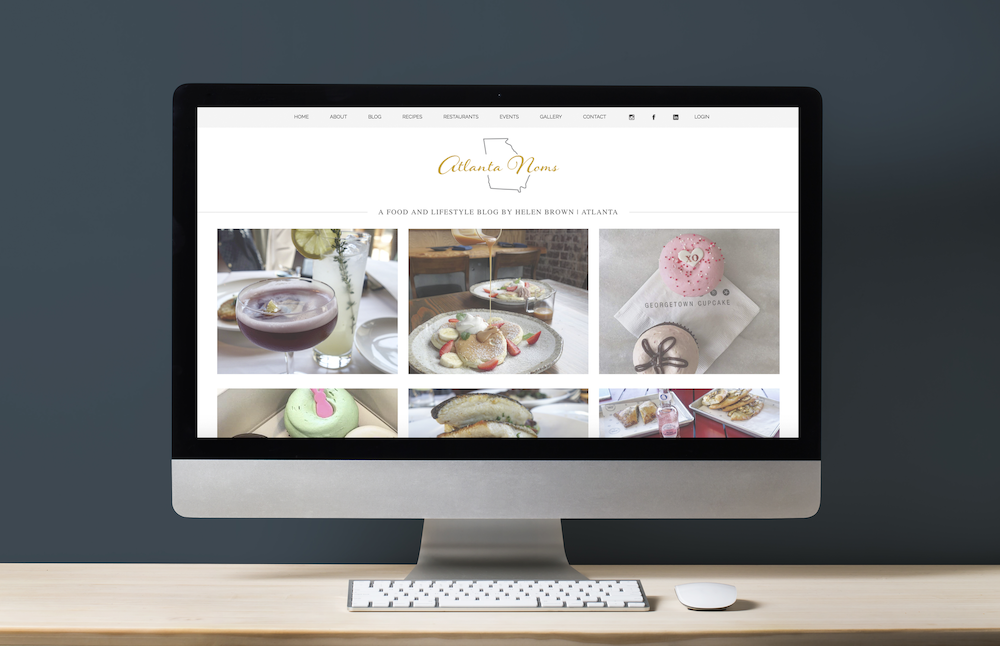 HOME ABOUT BLOG RECIPES RESTAURANTS EVENTS GALLERY CONTACT LOGIN
Atlanta Noms
A FOOD AND LIFESTYLE BLOG BY HELEN BROWN | ATLANTA
XO
GEORGETOWN CUPCAKE